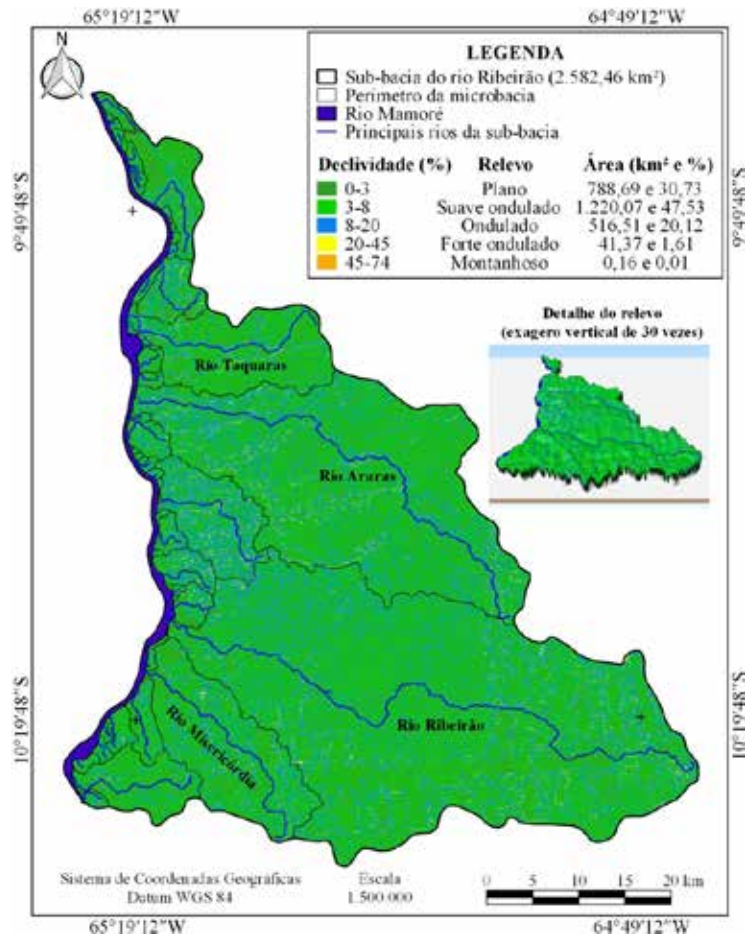 65°19'12"W 64°49'12"W
N
LEGENDA
Sub-bacia do rio Ribeirão (2.582,46 km²)
Perímetro da microbacia
Rio Mamoré
Principais rios da sub-bacia
Declividade (%) Relevo Área (km² e %)
0-3 Plano 788,69 e 30,73
3-8 Suave ondulado 1.220,07 e 47,53
8-20 Ondulado 516,51 e 20,12
20-45 Forte ondulado 41,37 e 1,61
45-74 Montanhoso 0,16 e 0,01
9°49'48"S 9°49'48"S
Detalhe do relevo
(exagero vertical de 30 vezes)
Rio Taquaras
Rio Araras
Rio Ribeirão
Rio Misericórdia
10°19'48"S 10°19'48"S
Sistema de Coordenadas Geográficas
Datum WGS 84
Escala
1:500.000
0 5 10 15 20 km
65°19'12"W 64°49'12"W